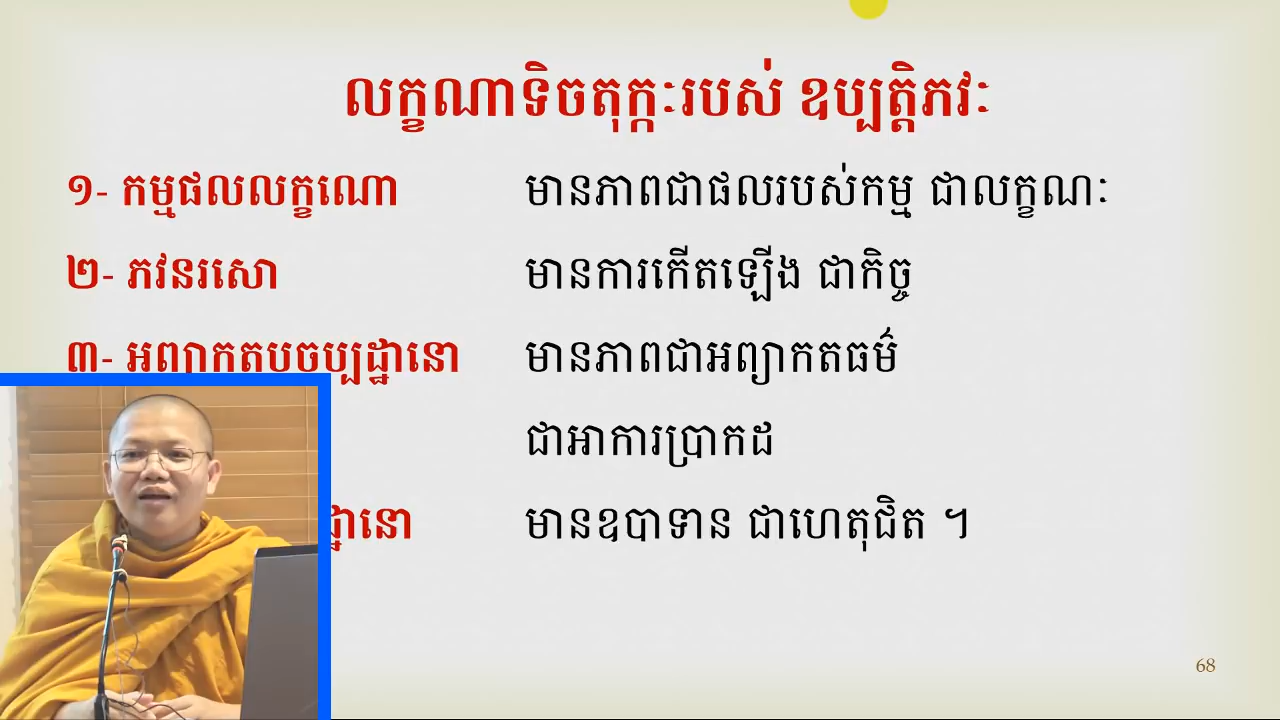 លក្ខណាទិចតុក្កៈរបស់ ឧប្បត្តិភវៈ
១- កម្មផលលក្ខណោ មានភាពជាផលរបស់កម្ម ជាលក្ខណៈ
២- ភវនរសោ មានការកើតឡើង ជាកិច្ច
៣- អព្យាកតបច្ចុប្បដ្ឋានោ មានភាពជាអព្យាកតធម៌
ជាអាការប្រាកដ
មានឧបាទាន ជាហេតុជិត ។
68